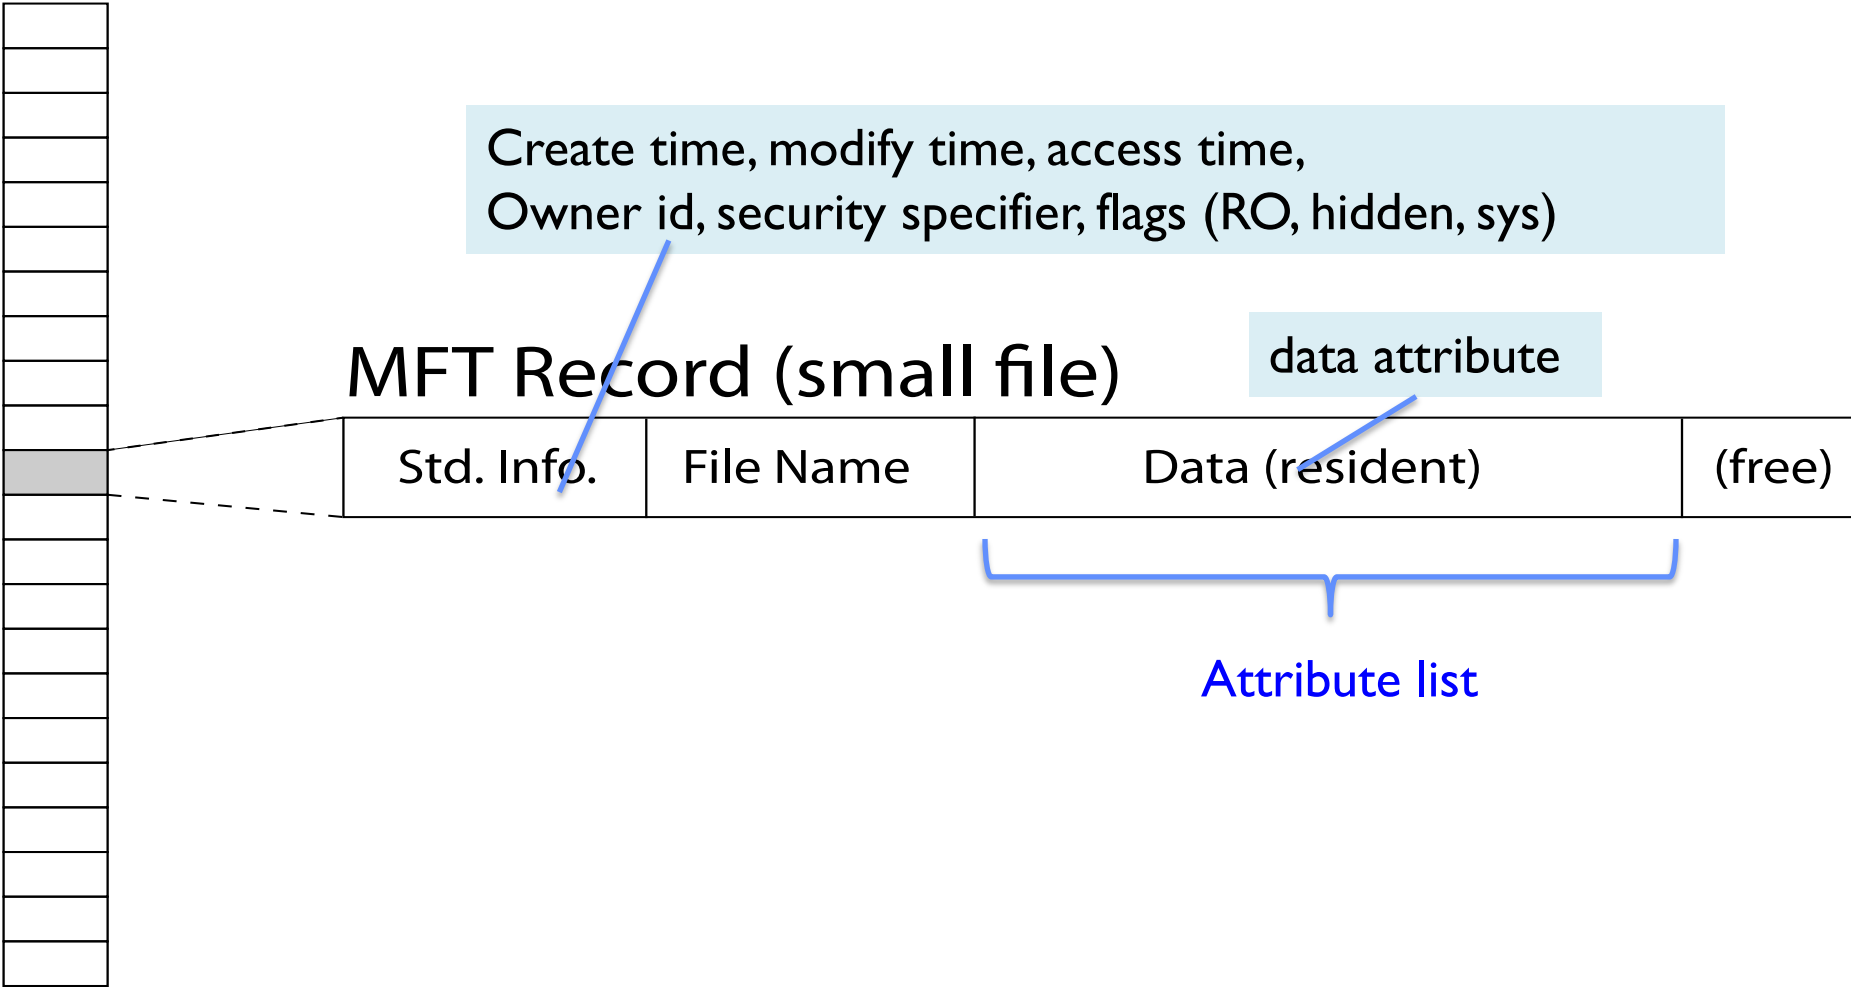 Create time, modify time, access time,
Owner id, security specifier, flags (RO, hidden, sys)
MFT Record (small file)
data attribute
Std. Info.
File Name
Data (resident)
(free)
Attribute list